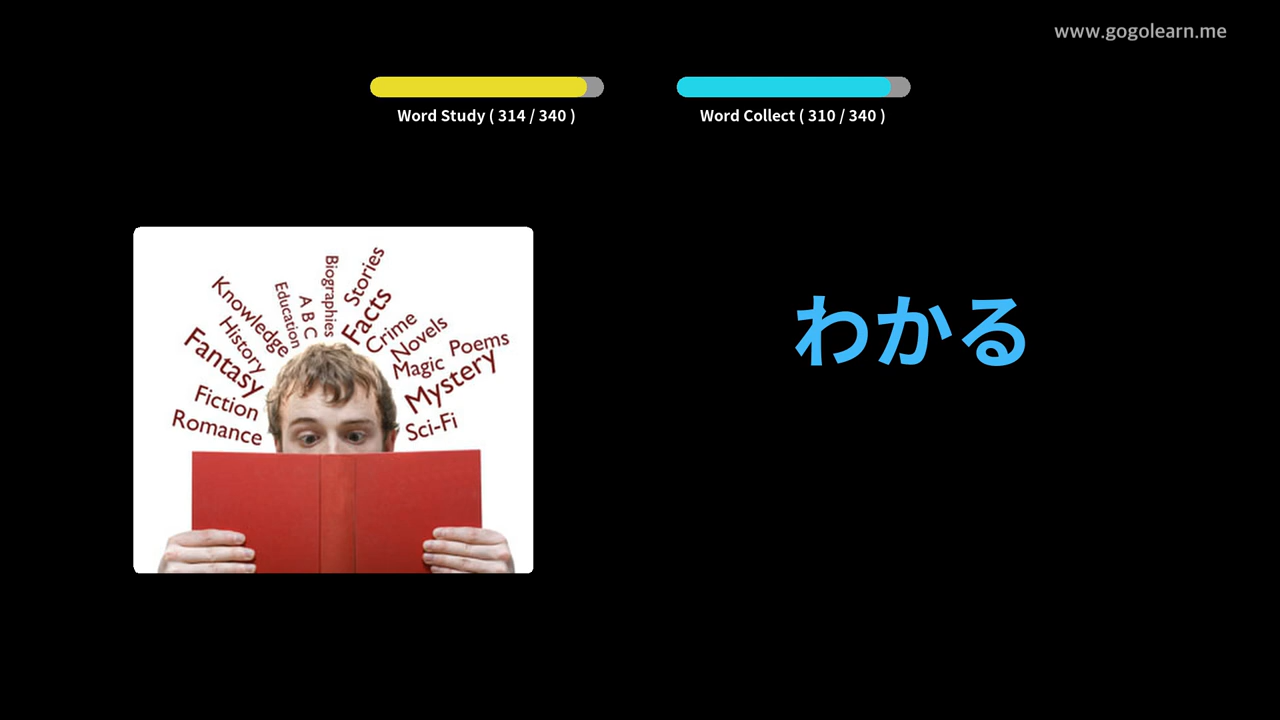 www.gogolearn.me
Word Study ( 314 / 340 )
Word Collect ( 310 / 340 )
Biographies
Stories
Education
A B C
Facts
Knowledge
Crime
History
Novels
Fantasy
Magic
Poems
Mystery
Fiction
Romance
Sci-Fi
わかる